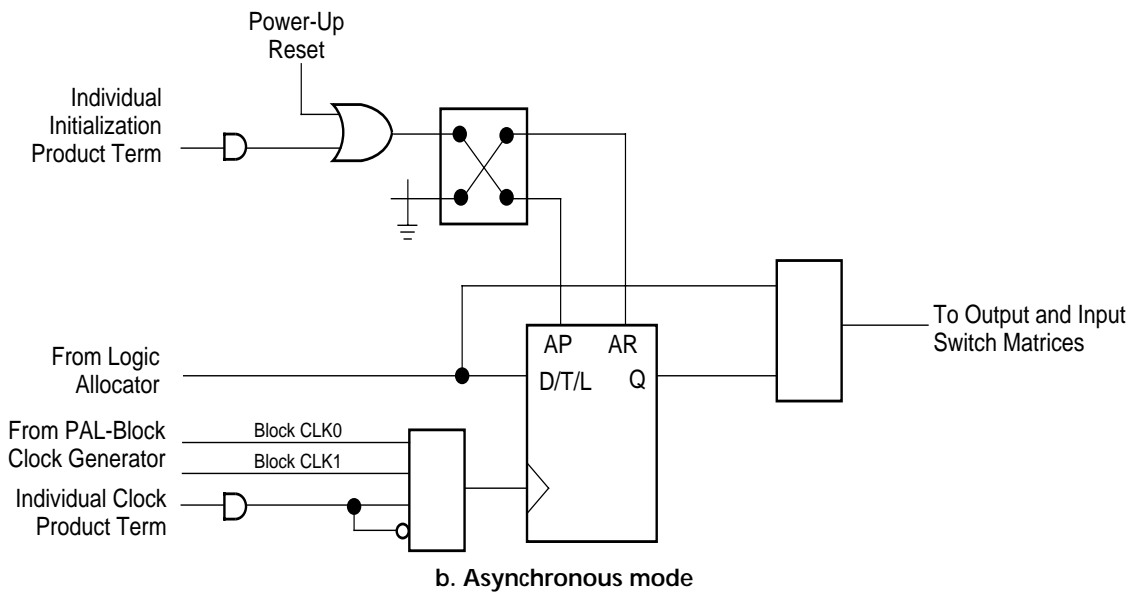 Power-Up
Reset
Individual
Initialization
Product Term
To Output and Input
Switch Matrices
AP AR
From Logic
Allocator
D/T/L Q
From PAL-Block
Clock Generator
Block CLK0
Block CLK1
Individual Clock
Product Term
b. Asynchronous mode